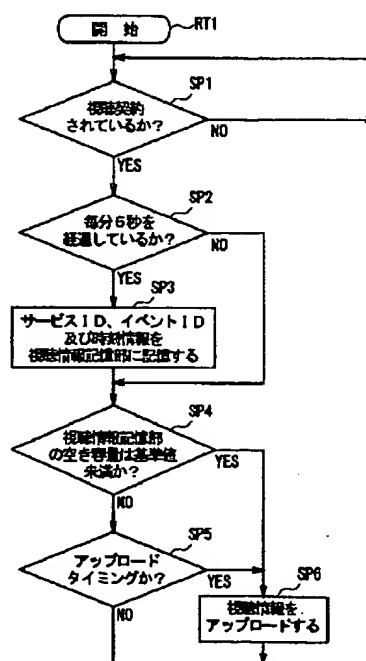 開 始
RT1
SP1
視聴契約
されているか?
NO
YES
SP2
毎分6秒を
経過しているか?
NO
YES
SP3
サービスID、イベントID
及び時刻情報を
視聴情報記憶部に記憶する
SP4
視聴情報記憶部
の空き容量は基準値
未満か?
YES
NO
SP5
アップロード
タイミングか?
YES
NO
SP6
視聴情報を
アップロードする